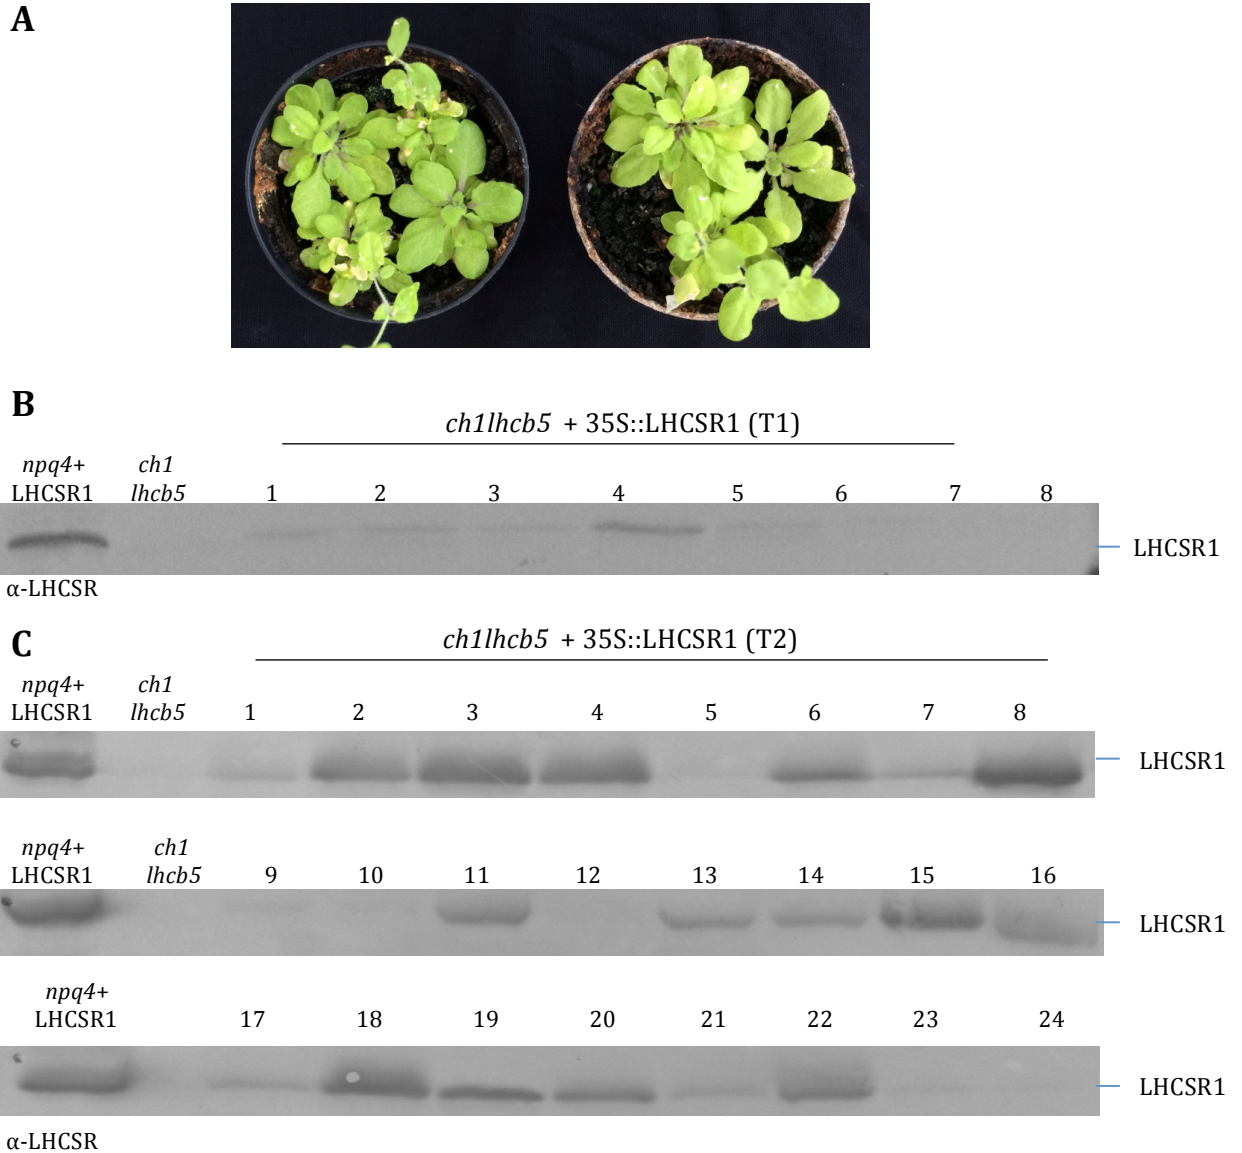 A
B
ch1lhcb5 + 35S::LHCSR1 (T1)
npq4+ ch1
LHCSR1 lhcb5 1 2 3 4 5 6 7 8
LHCSR1
α-LHCSR
C
ch1lhcb5 + 35S::LHCSR1 (T2)
npq4+ ch1
LHCSR1 lhcb5 1 2 3 4 5 6 7 8
LHCSR1
npq4+ ch1
LHCSR1 lhcb5 9 10 11 12 13 14 15 16
LHCSR1
npq4+
LHCSR1 17 18 19 20 21 22 23 24
LHCSR1
α-LHCSR